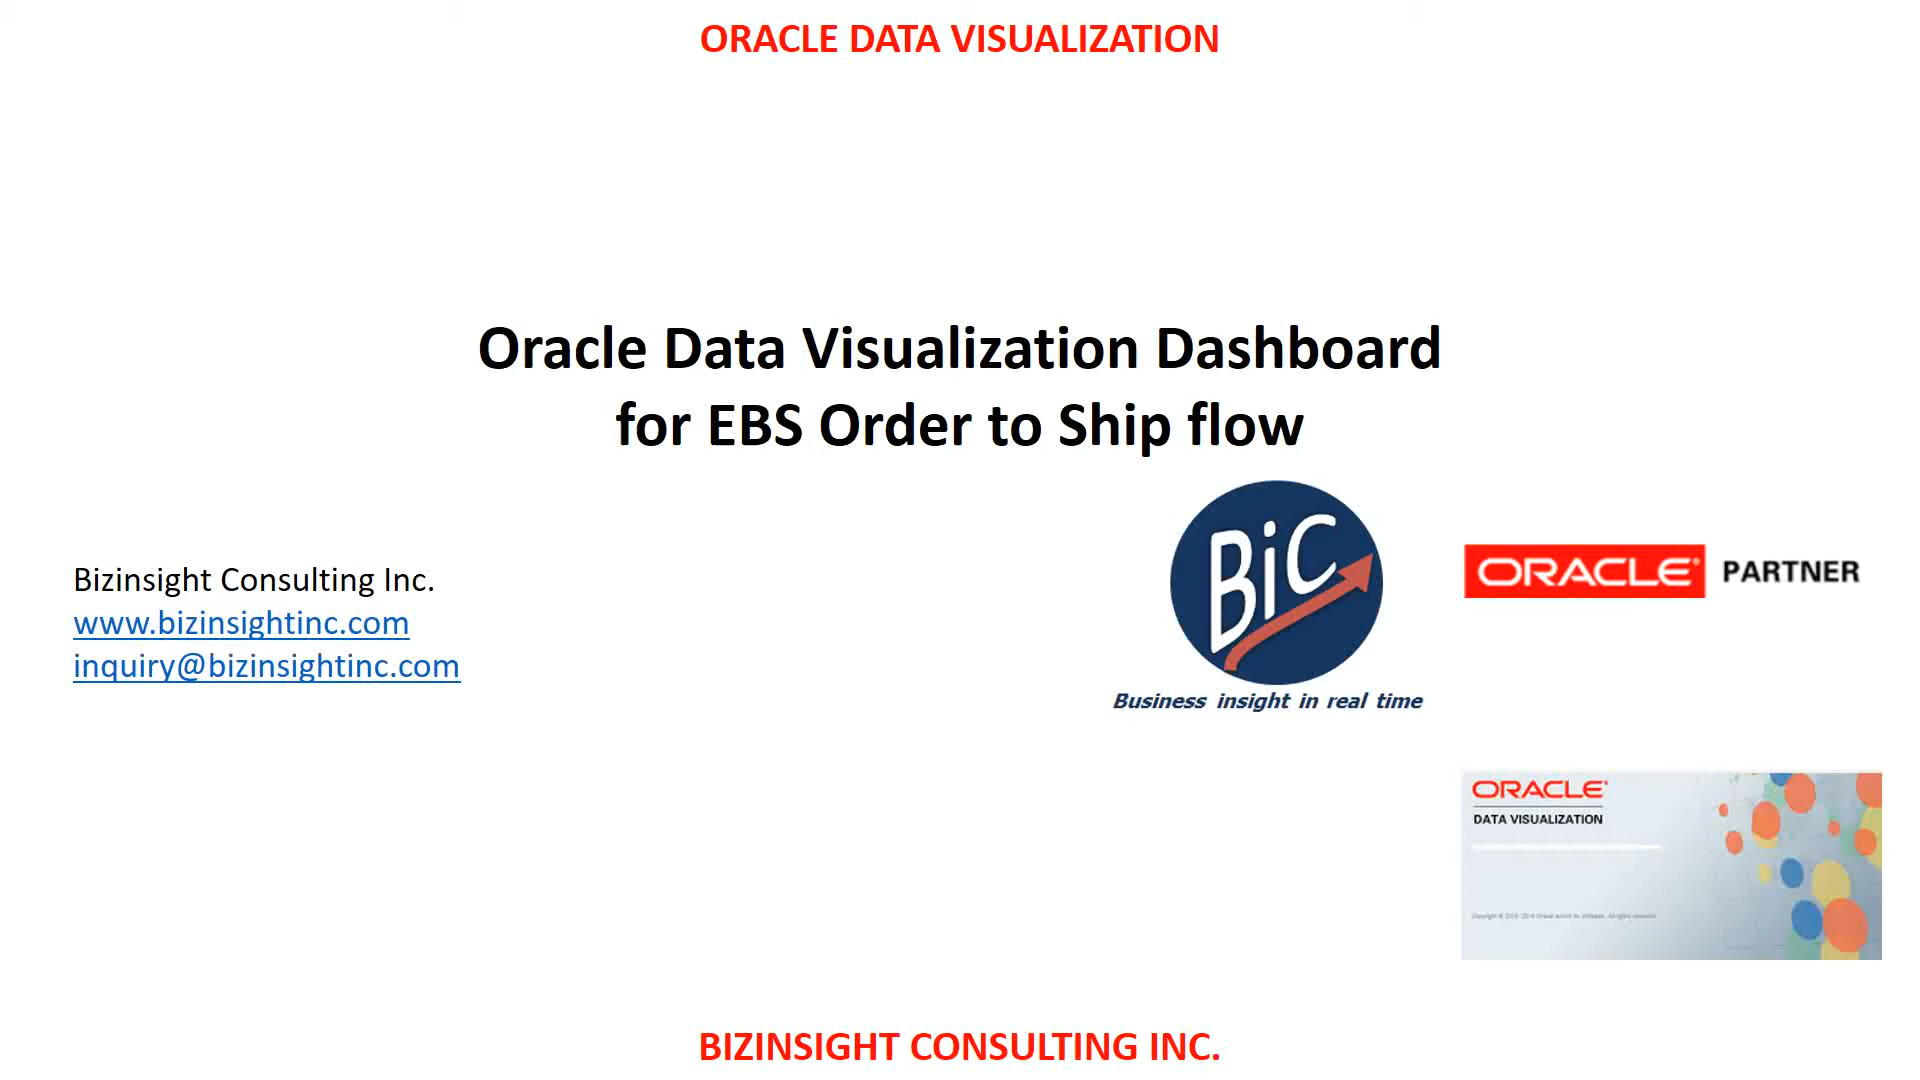 ORACLE DATA VISUALIZATION
Oracle Data Visualization Dashboard
for EBS Order to Ship flow
Bizinsight Consulting Inc.
www.bizinsightinc.com
inquiry@bizinsightinc.com
BiC
Business insight in real time
ORACLE® PARTNER
ORACLE®
DATA VISUALIZATION
BIZINSIGHT CONSULTING INC.